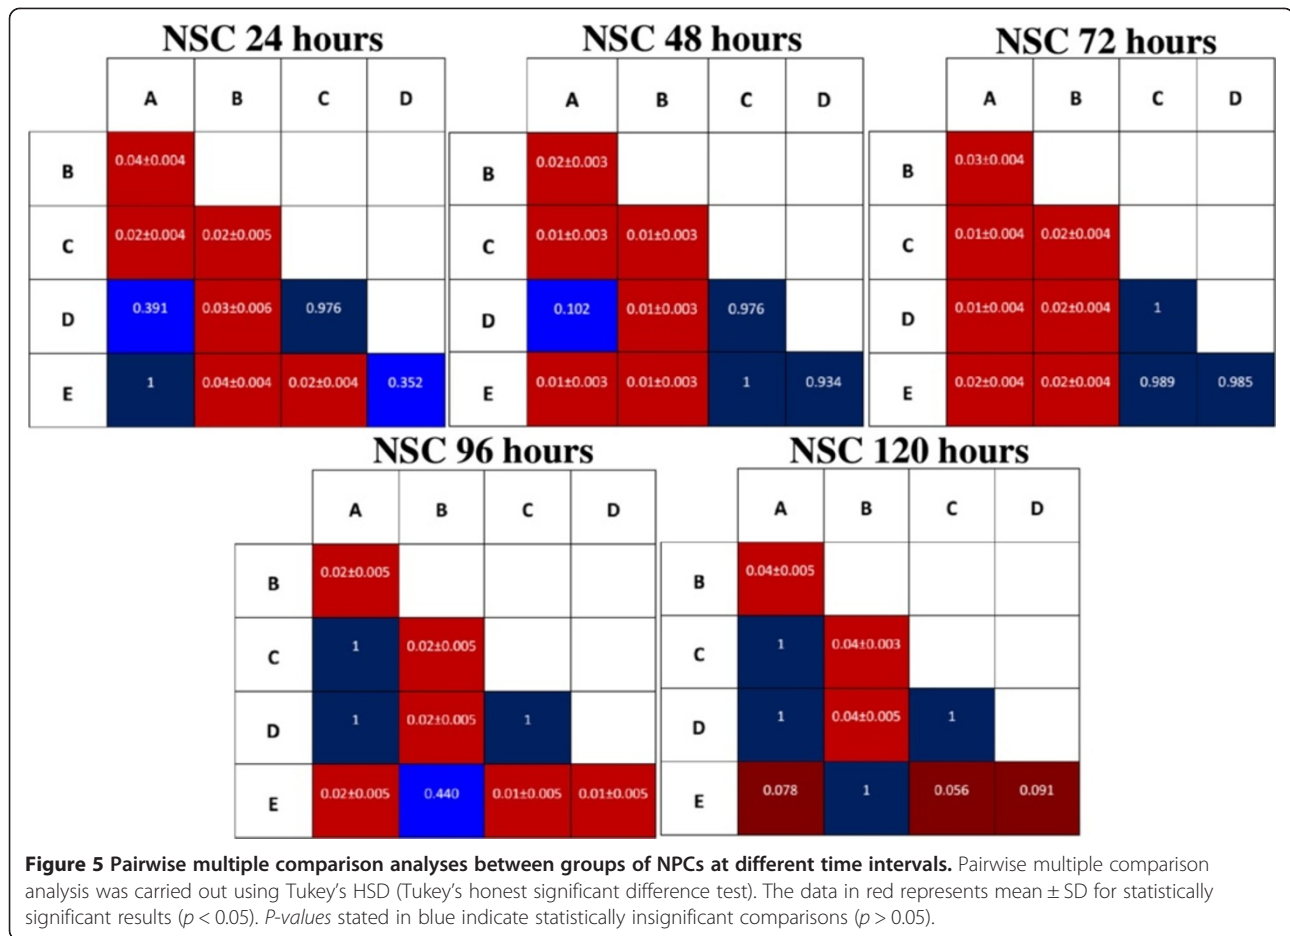 NSC 24 hours
NSC 48 hours
NSC 72 hours
A B C D
B 0.04±0.004
C 0.02±0.004 0.02±0.005
D 0.391 0.03±0.006 0.976
E 1 0.04±0.004 0.02±0.004 0.352
A B C D
B 0.02±0.003
C 0.01±0.003 0.01±0.003
D 0.102 0.01±0.003 0.976
E 0.01±0.003 0.01±0.003 1 0.934
A B C D
B 0.03±0.004
C 0.01±0.004 0.02±0.004
D 0.01±0.004 0.02±0.004 1
E 0.02±0.004 0.02±0.004 0.989 0.985
NSC 96 hours
NSC 120 hours
A B C D
B 0.02±0.005
C 1 0.02±0.005
D 1 0.02±0.005 1
E 0.02±0.005 0.440 0.01±0.005 0.01±0.005
A B C D
B 0.04±0.005
C 1 0.04±0.003
D 1 0.04±0.005 1
E 0.078 1 0.056 0.091
Figure 5 Pairwise multiple comparison analyses between groups of NPCs at different time intervals. Pairwise multiple comparison
analysis was carried out using Tukey's HSD (Tukey's honest significant difference test). The data in red represents mean ± SD for statistically
significant results (p < 0.05). P-values stated in blue indicate statistically insignificant comparisons (p > 0.05).